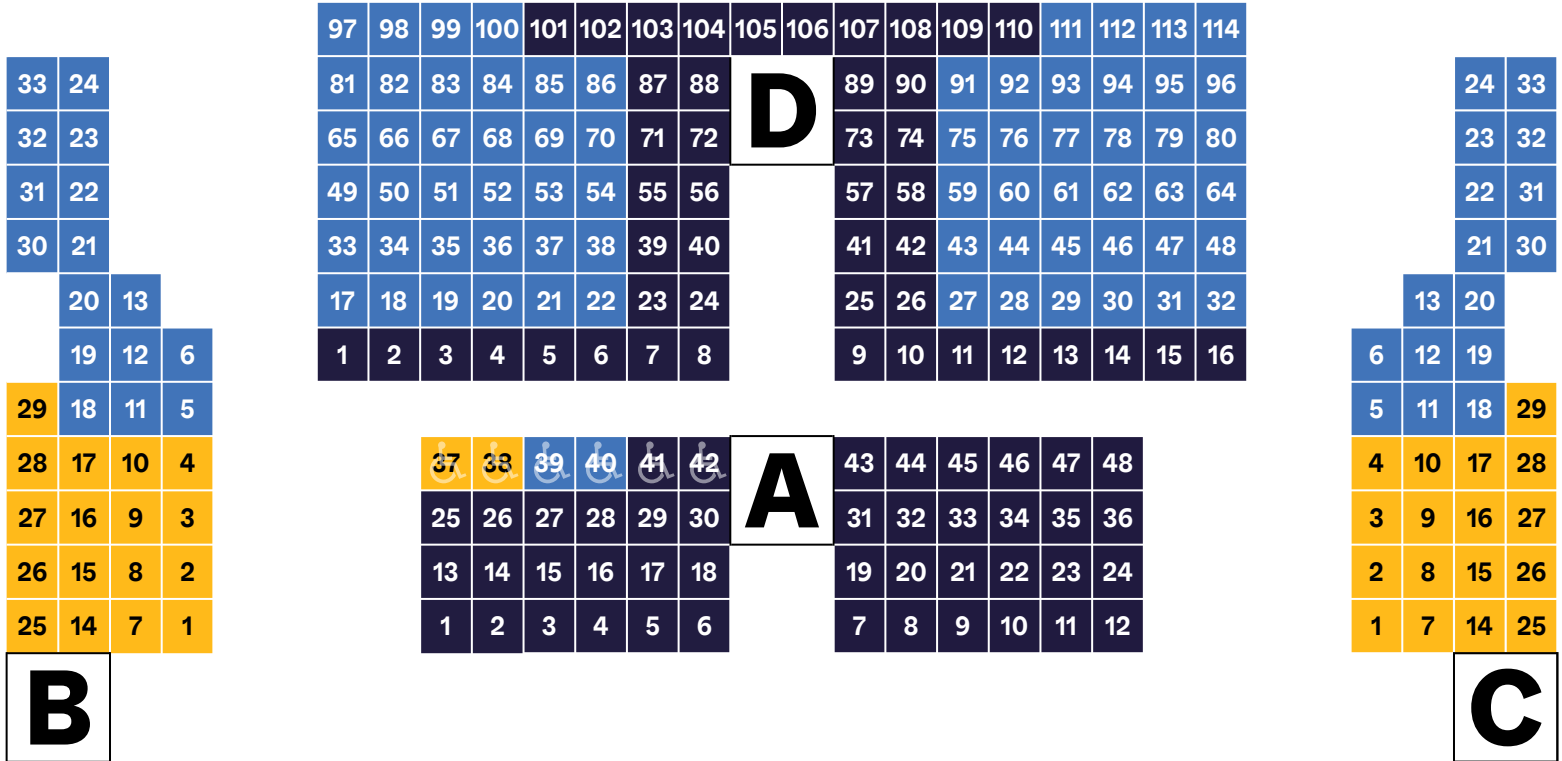 97 98 99 100 101 102 103 104 105 106 107 108 109 110 111 112 113 114
33 24 81 82 83 84 85 86 87 88 D 89 90 91 92 93 94 95 96 24 33
32 23 65 66 67 68 69 70 71 72 73 74 75 76 77 78 79 80 23 32
31 22 49 50 51 52 53 54 55 56 57 58 59 60 61 62 63 64 22 31
30 21 33 34 35 36 37 38 39 40 41 42 43 44 45 46 47 48 21 30
20 13 17 18 19 20 21 22 23 24 25 26 27 28 29 30 31 32 13 20
19 12 6 1 2 3 4 5 6 7 8 9 10 11 12 13 14 15 16 6 12 19
29 18 11 5 5 11 18 29
28 17 10 4 37 38 39 40 41 42 A 43 44 45 46 47 48 4 10 17 28
27 16 9 3 25 26 27 28 29 30 31 32 33 34 35 36 3 9 16 27
26 15 8 2 13 14 15 16 17 18 19 20 21 22 23 24 2 8 15 26
25 14 7 1 1 2 3 4 5 6 7 8 9 10 11 12 1 7 14 25
B C